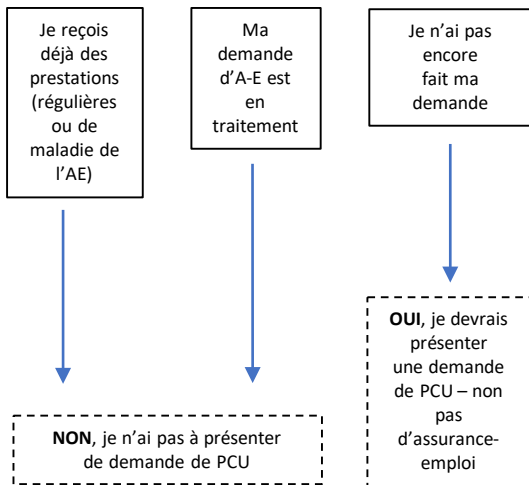 Je reçois
déjà des
prestations
(régulières
ou de
maladie de
l’AE)
Ma
demande
d’A-E est
en
traitement
Je n’ai pas
encore
fait ma
demande
OUI, je devrais
présenter
une demande
de PCU – non
pas
d’assurance-
emploi
NON, je n’ai pas à présenter
de demande de PCU